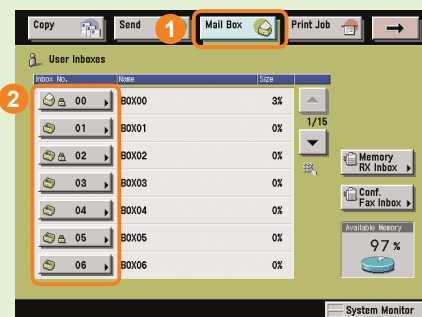 Copy Send 1 Mail Box Print Job
User Inboxes
Inbox No. Name Size
2
00 BOX00 3%
1/15
01 BOX01 0%
02 BOX02 0%
Memory
RX Inbox
03 BOX03 0%
Conf.
Fax Inbox
04 BOX04 0%
Available Memory
05 BOX05 0%
97 %
06 BOX06 0%
System Monitor